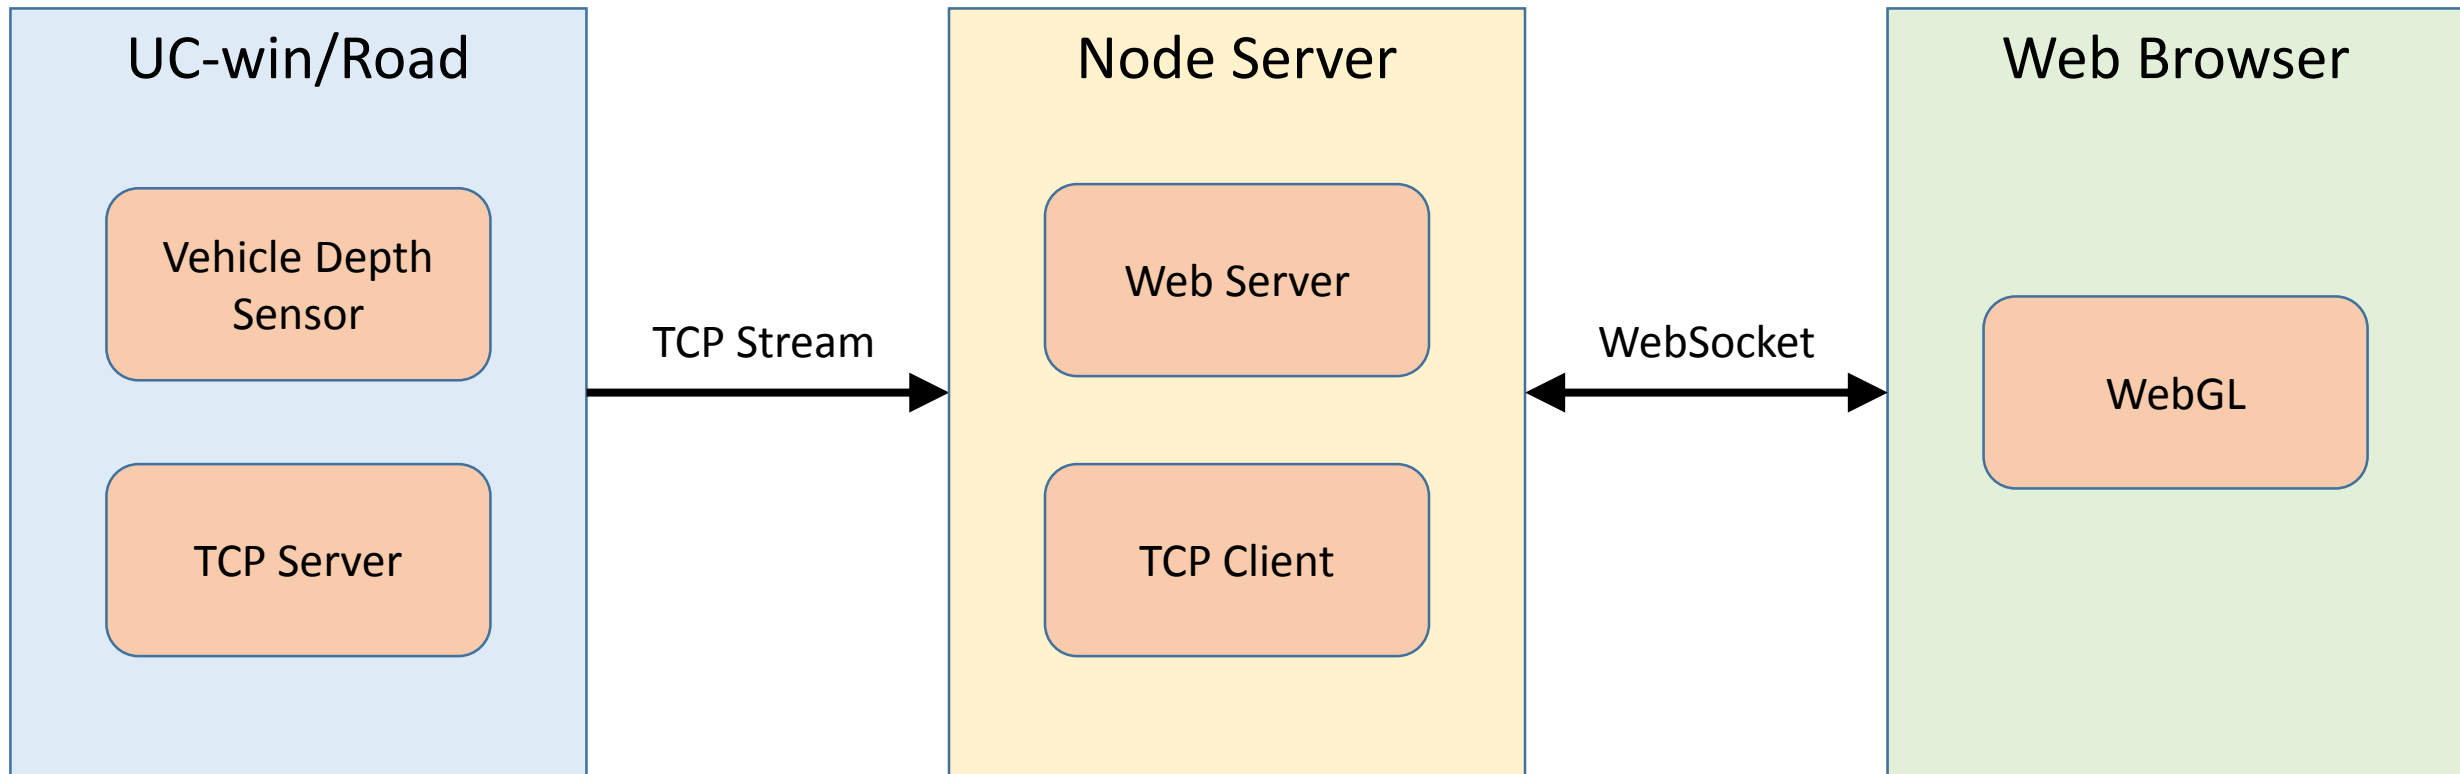 UC-win/Road
Vehicle Depth
Sensor
TCP Server
TCP Stream
Node Server
Web Server
TCP Client
WebSocket
Web Browser
WebGL